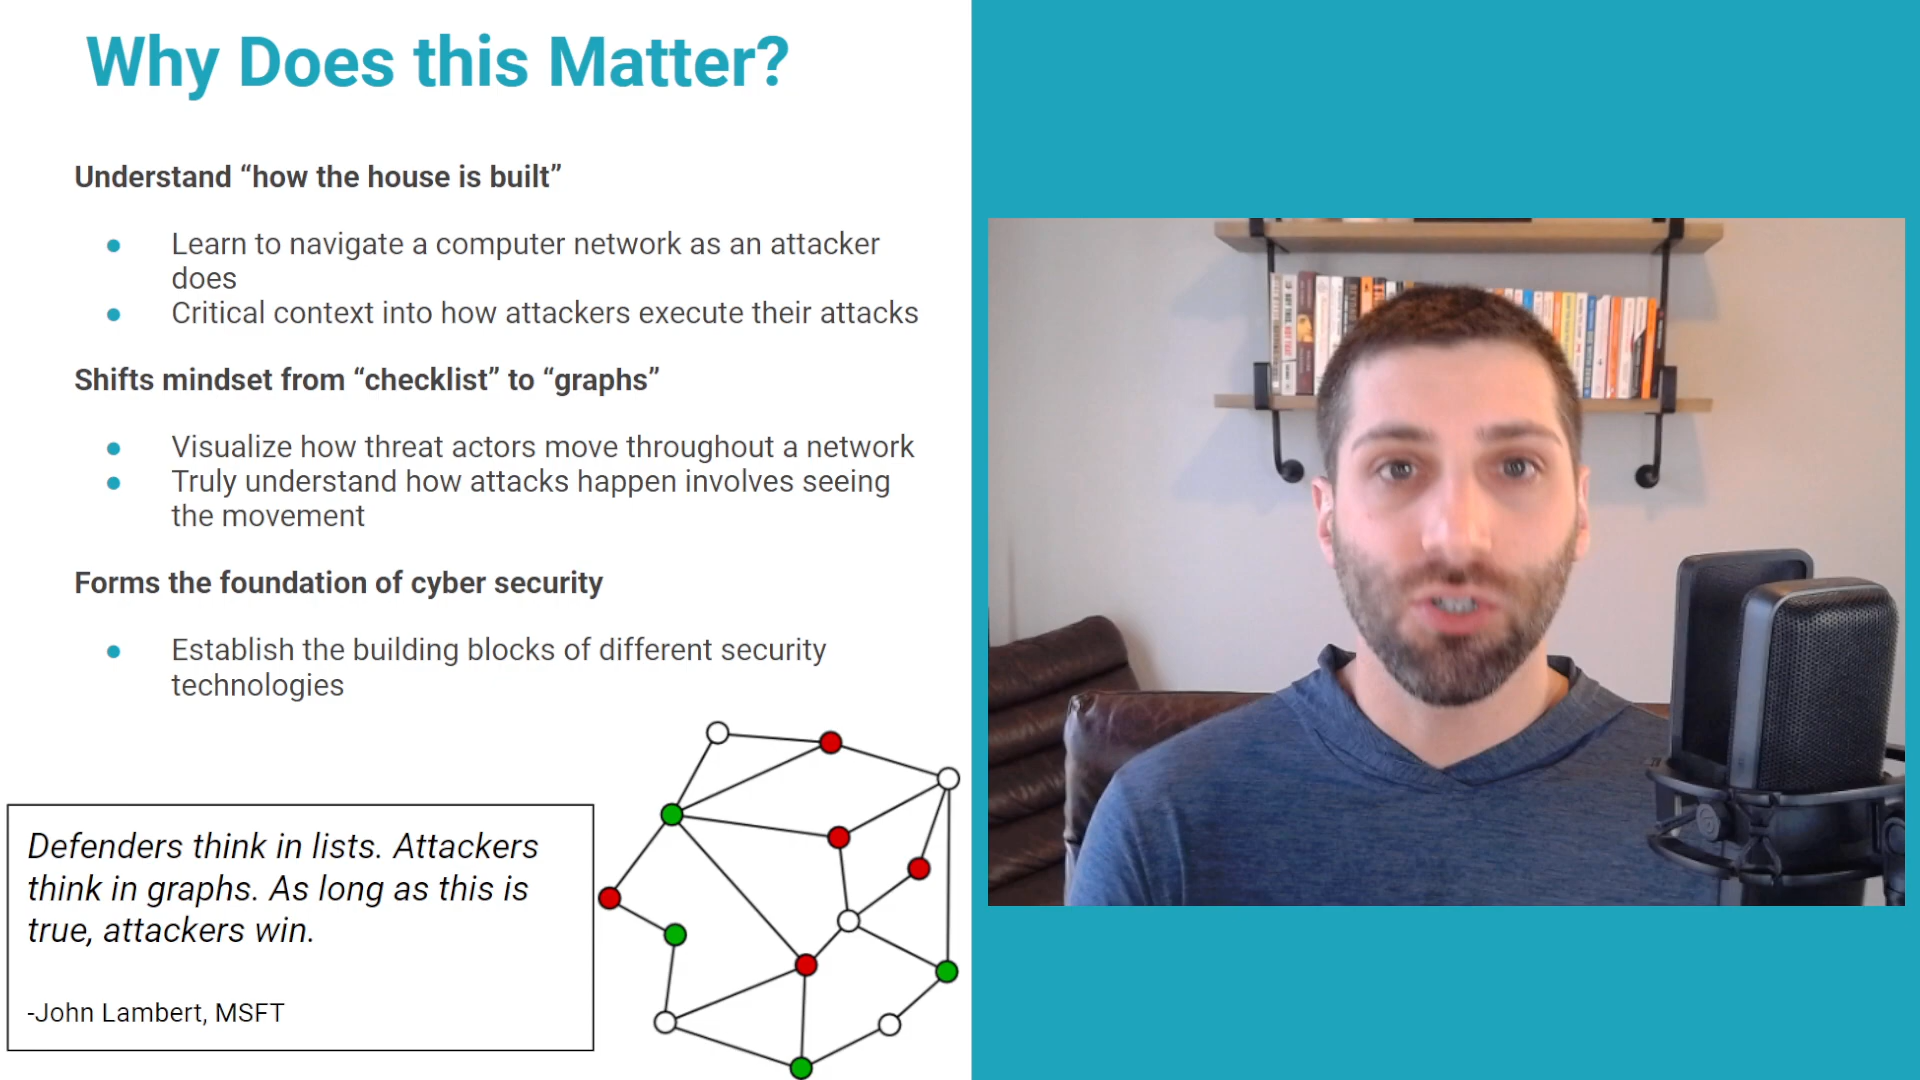 Why Does this Matter?
Understand “how the house is built”
● Learn to navigate a computer network as an attacker
does
● Critical context into how attackers execute their attacks
Shifts mindset from “checklist” to “graphs”
● Visualize how threat actors move throughout a network
● Truly understand how attacks happen involves seeing
the movement
Forms the foundation of cyber security
● Establish the building blocks of different security
technologies
Defenders think in lists. Attackers
think in graphs. As long as this is
true, attackers win.
-John Lambert, MSFT